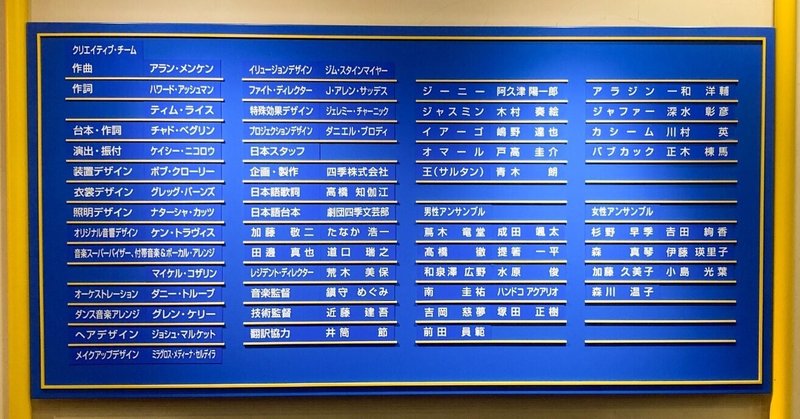 クリエイティブ・チーム
作曲 アラン・メンケン
作詞 ハワード・アッシュマン
ティム・ライス
台本・作詞 チャド・ベグリン
演出・振付 ケイシー・ニコロウ
装置デザイン ボブ・クローリー
衣裳デザイン グレッグ・バーンズ
照明デザイン ナターシャ・カッツ
オリジナル音響デザイン ケン・トラヴィス
音楽スーパーバイザー、付帯音楽&ボーカル・アレンジ
マイケル・コザリン
オーケストレーション ダニー・トルーブ
ダンス音楽アレンジ グレン・ケリー
ヘアデザイン ジョシュ・マルケット
メイクアップデザイン ミラグロス・メディーナ・セルデイラ
イリュージョンデザイン ジム・スタインマイヤー
ファイト・ディレクター J・アレン・サッデス
特殊効果デザイン ジェレミー・チャーニック
プロジェクションデザイン ダニエル・ブロディ
日本スタッフ
企画・製作 四季株式会社
日本語歌詞 高橋 知伽江
日本語台本 劇団四季文芸部
加藤 敬二 たなか 浩一
田邊 真也 道口 瑞之
レジデント・ディレクター 荒木 美保
音楽監督 鎮守 めぐみ
技術監督 近藤 建吾
翻訳協力 井筒 節
ジーニー 阿久津 陽一郎
ジャスミン 木村 奏絵
イアーゴ 嶋野 達也
オマール 戸高 圭介
王(サルタン) 青木 朗
男性アンサンブル
蔦木 竜堂 成田 颯太
髙橋 徹 提箸 一平
和泉澤 広野 水原 俊
南 圭祐 ハンドコ アクアリオ
吉岡 慈夢 塚田 正樹
前田 員範
アラジン 一和 洋輔
ジャファー 深水 彰彦
カシーム 川村 英
バブカック 正木 棟馬
女性アンサンブル
杉野 早季 吉田 絢香
森 真琴 伊藤 瑛里子
加藤 久美子 小島 光葉
森川 温子